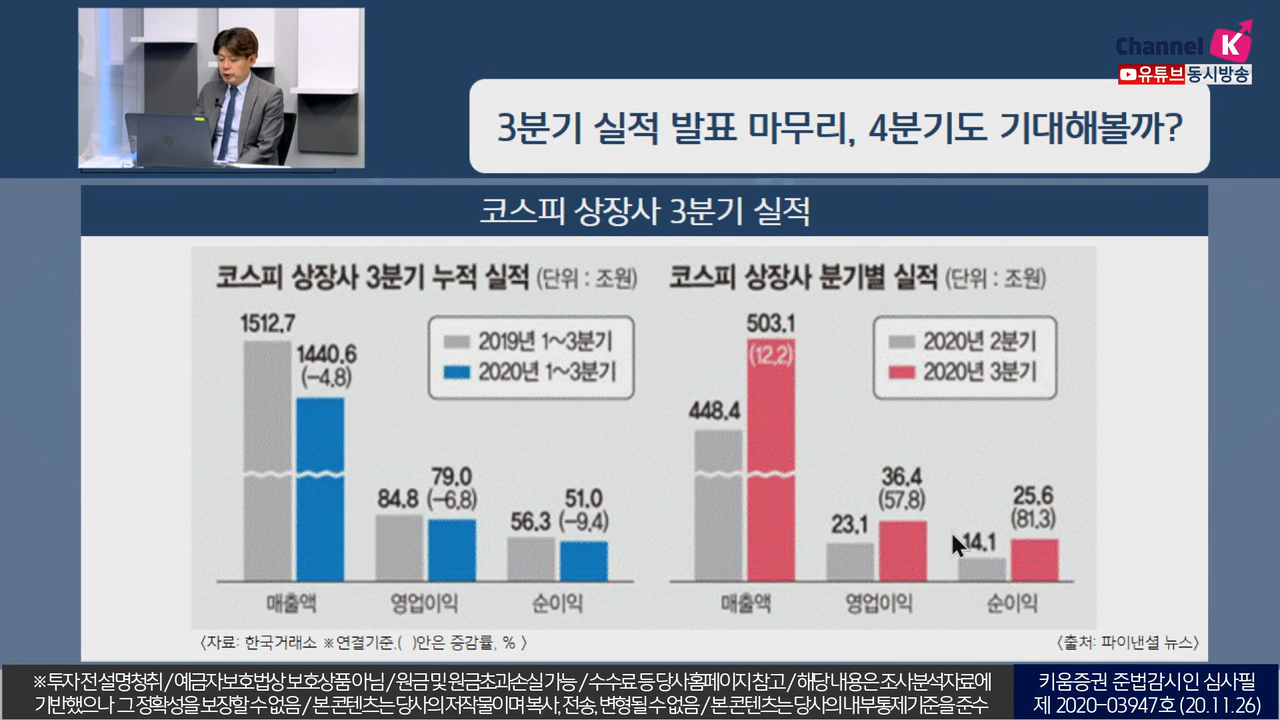 Channel K
유튜브동시방송
3분기 실적 발표 마무리, 4분기도 기대해볼까?
코스피 상장사 3분기 실적
코스피 상장사 3분기 누적 실적 (단위 : 조원)
2019년 1~3분기
2020년 1~3분기
1512.7
1440.6
(-4.8)
84.8
79.0
(-6.8)
56.3
51.0
(-9.4)
매출액
영업이익
순이익
코스피 상장사 분기별 실적 (단위 : 조원)
2020년 2분기
2020년 3분기
448.4
503.1
(12.2)
23.1
36.4
(57.8)
14.1
25.6
(81.3)
매출액
영업이익
순이익
<자료: 한국거래소 ※연결기준.( )안은 증감률, % >
<출처: 파이낸셜 뉴스>
※ 투자 전 설명청취 / 예금자보호법상 보호상품 아님 / 원금 및 원금초과손실 가능 / 수수료 등 당사홈페이지 참고 / 해당 내용은 조사분석자료에
기반했으나 그 정확성을 보장할 수 없음 / 본 콘텐츠는 당사의 저작물이며 복사, 전송, 변형될 수 없음 / 본 콘텐츠는 당사의 내부통제기준을 준수
키움증권 준법감시인 심사필
제 2020-03947호 (20.11.26)